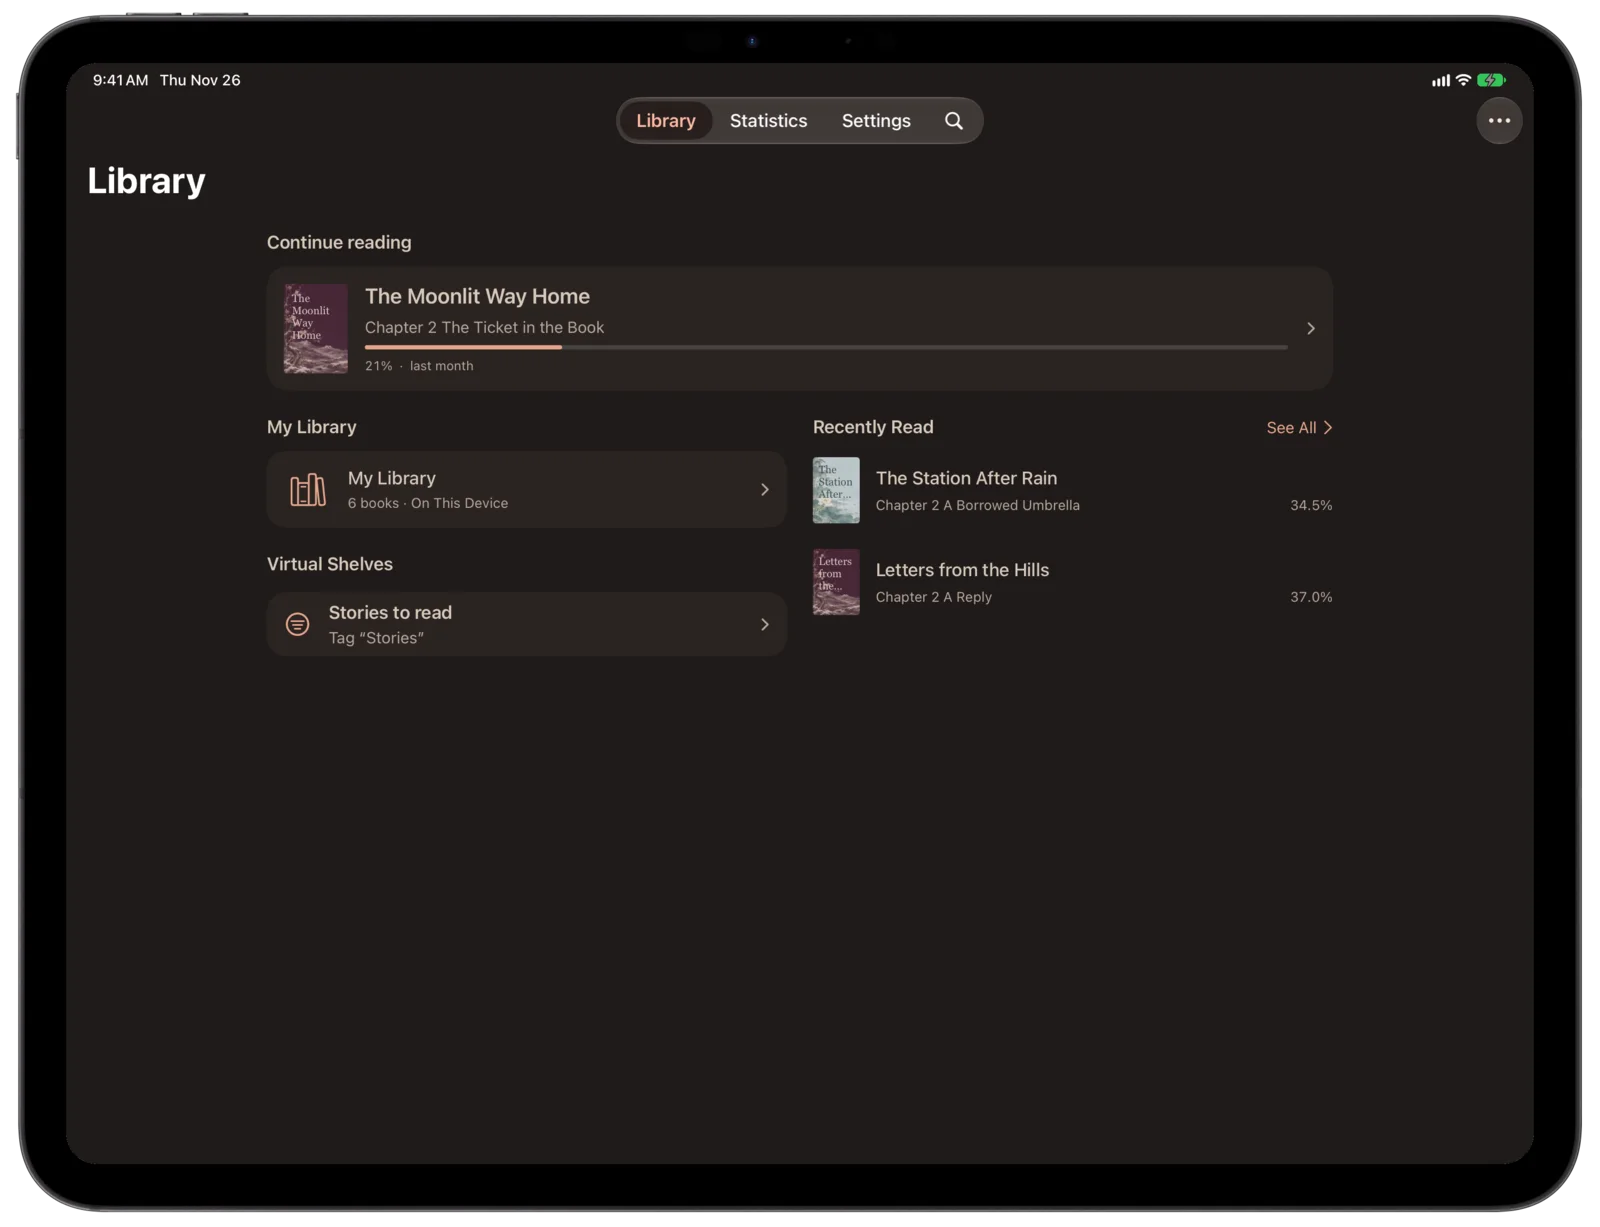 9:41 AM Thu Nov 26
Library Statistics Settings
Library
Continue reading
The
Moonlit
Way
Home
The Moonlit Way Home
Chapter 2 The Ticket in the Book
21% · last month
My Library
My Library
6 books · On This Device
Virtual Shelves
Stories to read
Tag “Stories”
Recently Read
See All
The
Station
After...
The Station After Rain
Chapter 2 A Borrowed Umbrella
34.5%
Letters
from
the...
Letters from the Hills
Chapter 2 A Reply
37.0%